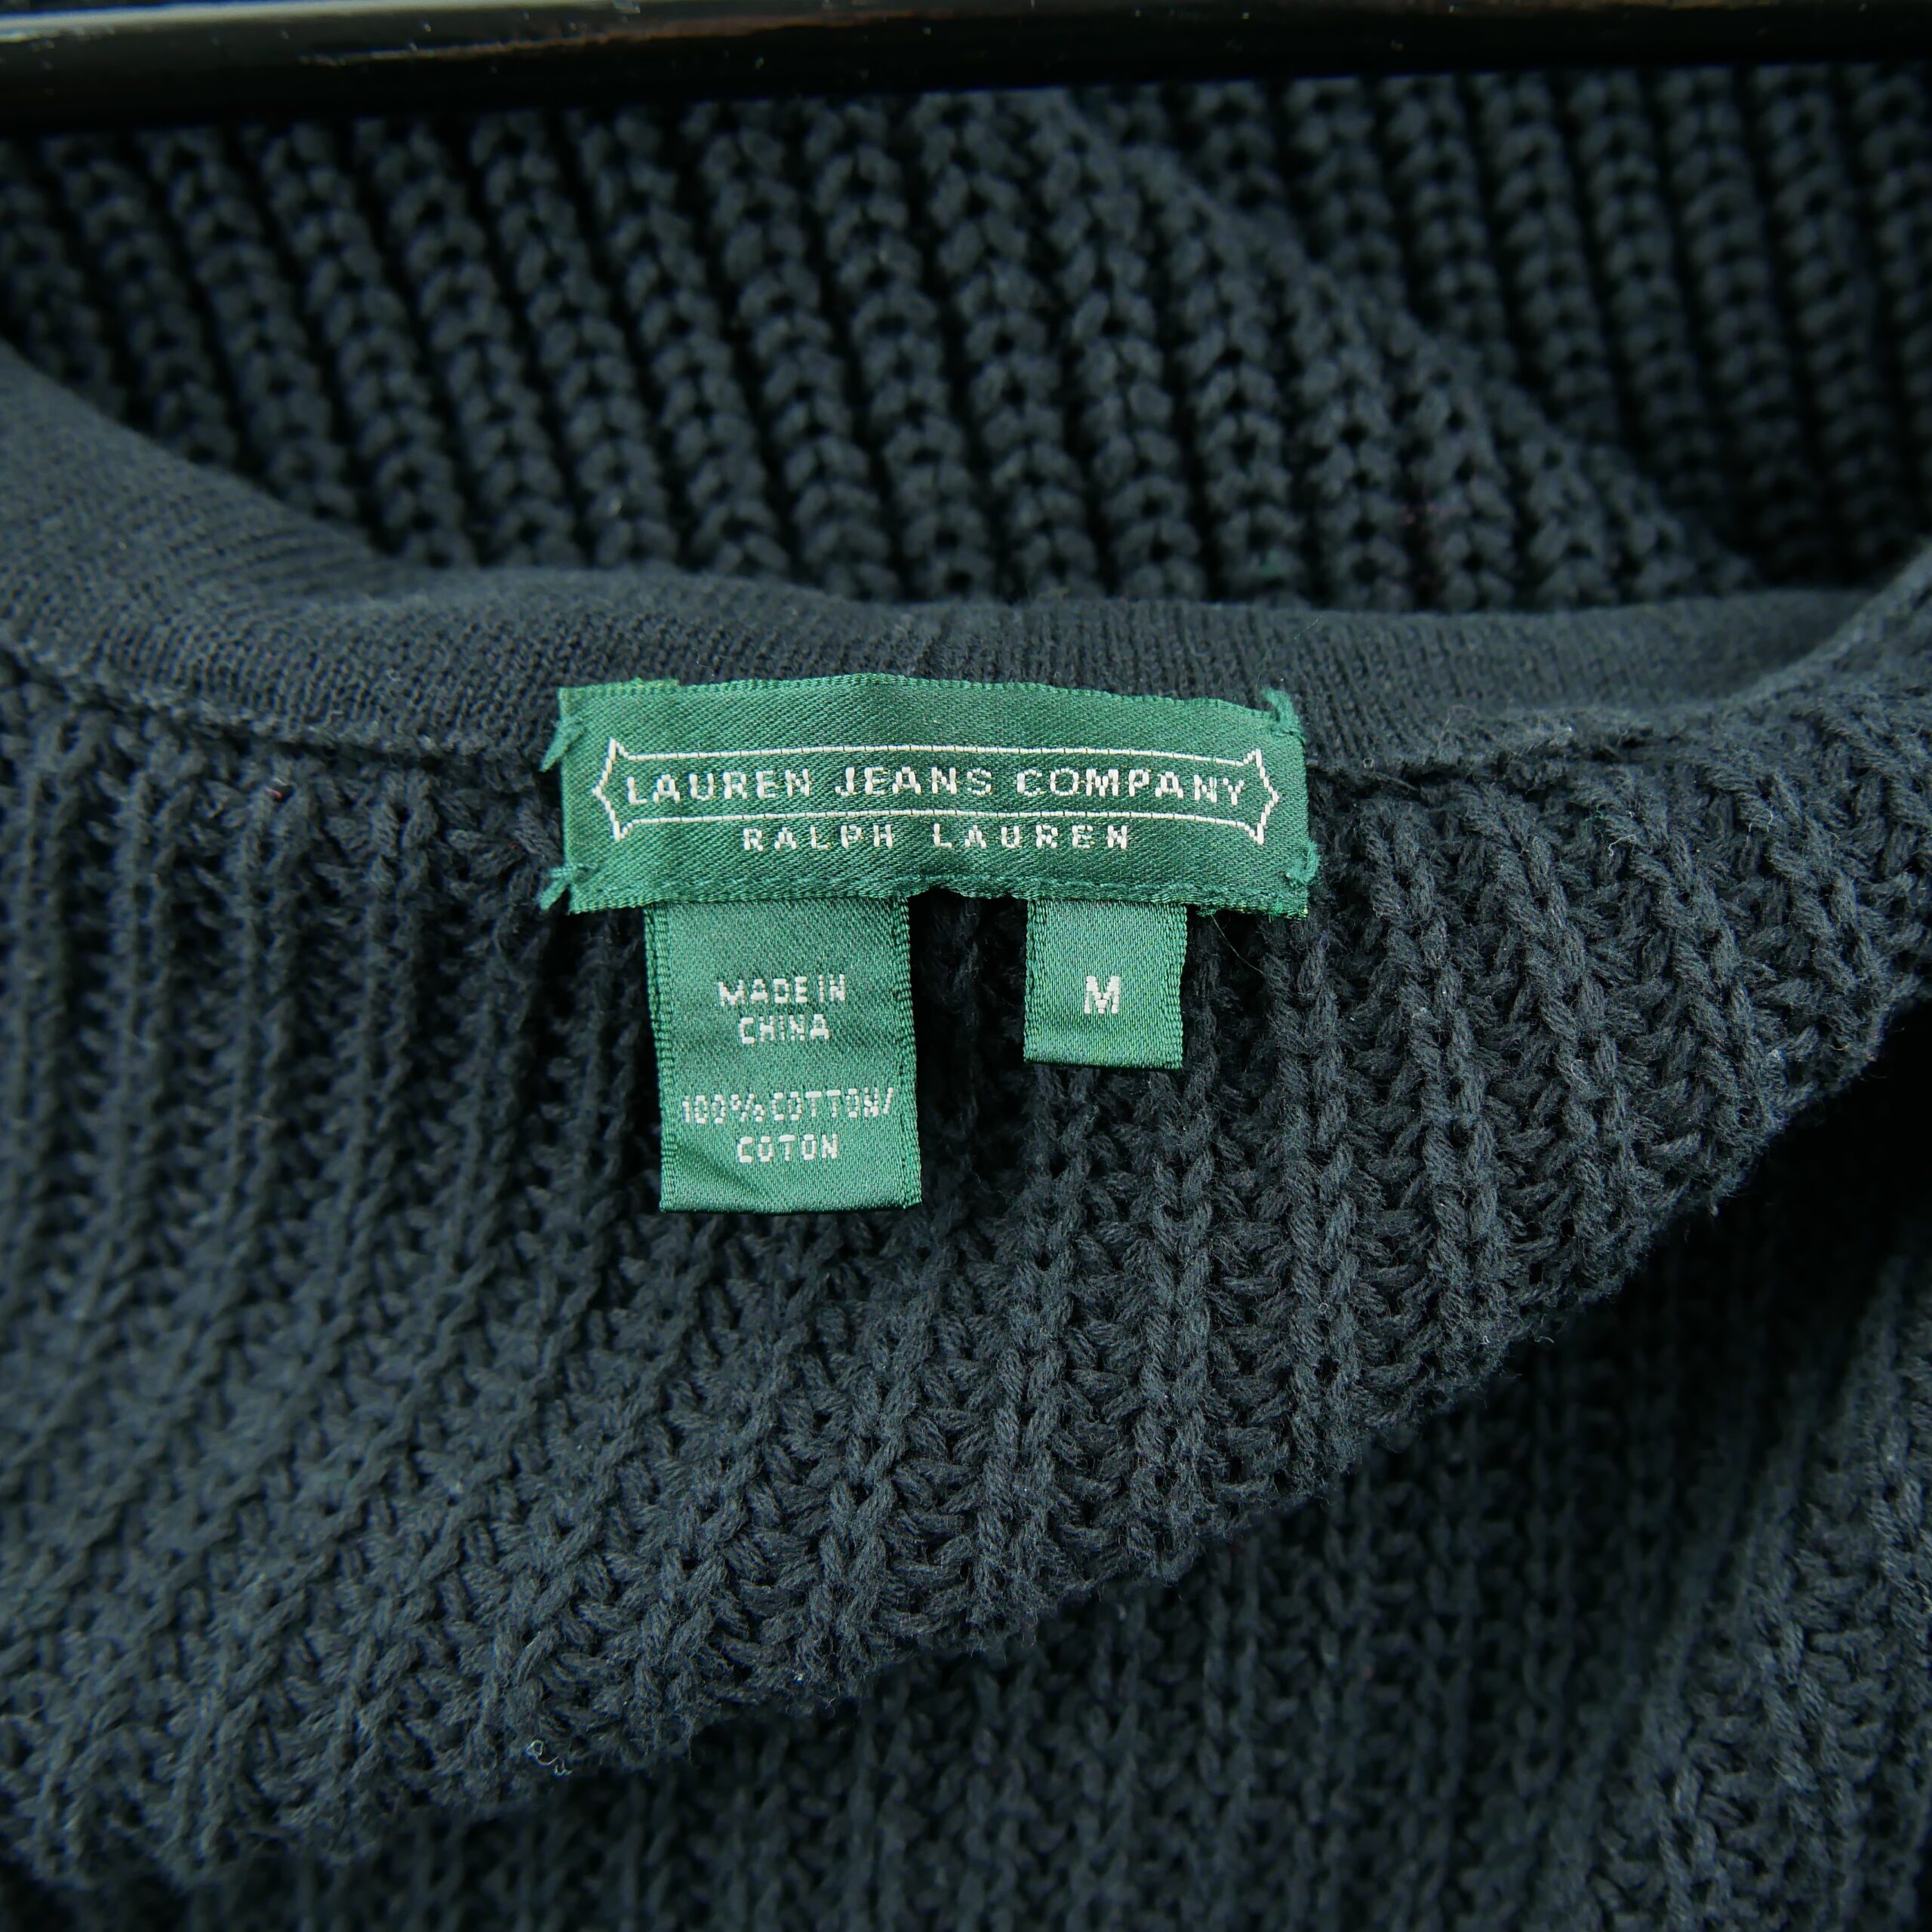 LAUREN JEANS COMPANY
RALPH LAUREN
MADE IN
CHINA
100% COTTON/
COTON
M